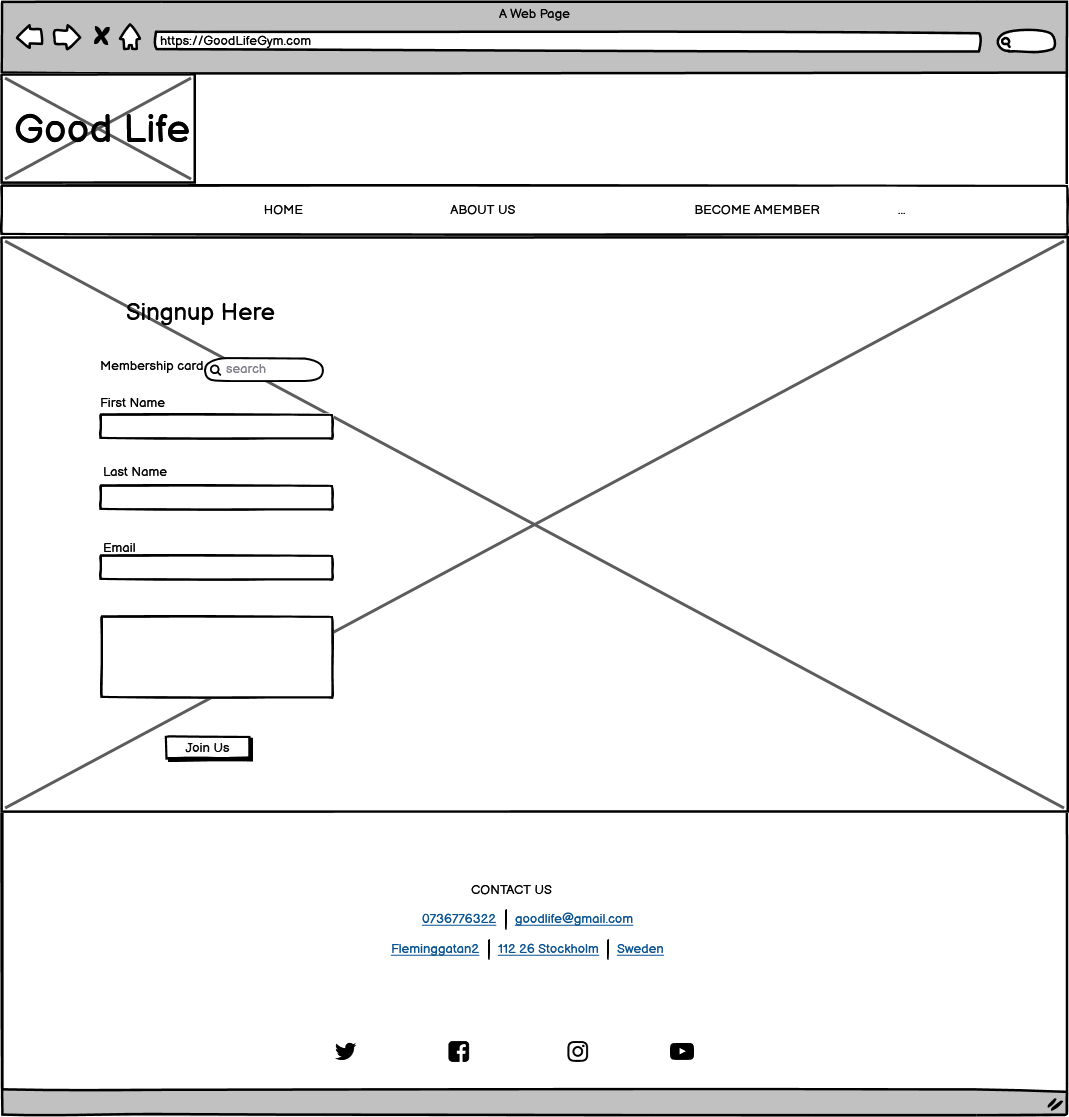 A Web Page
https://GoodLifeGym.com
Good Life
HOME ABOUT US BECOME AMEMBER ...
Singnup Here
Membership card search
First Name
Last Name
Email
Join Us
CONTACT US
0736776322 | goodlife@gmail.com
Fleminggatan2 | 112 26 Stockholm | Sweden